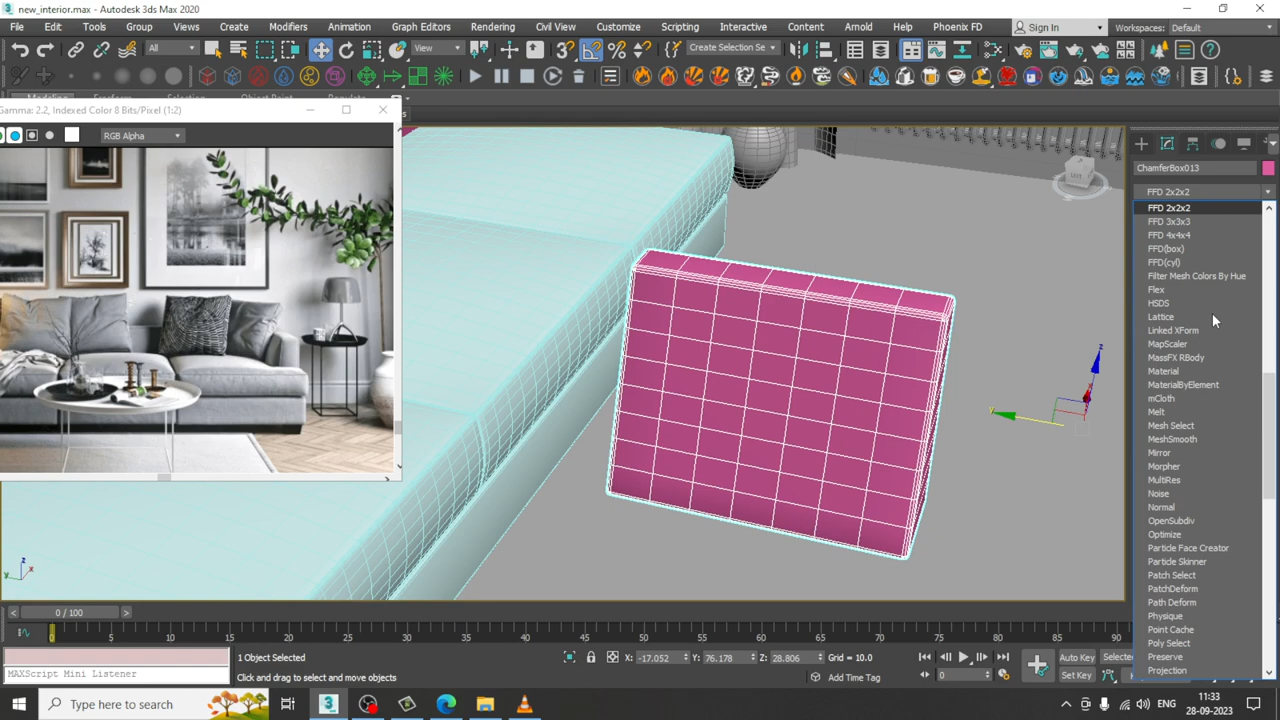 new_interior.max - Autodesk 3ds Max 2020
File Edit Tools Group Views Create Modifiers Animation Graph Editors Rendering Civil View Customize Scripting Interactive Content Arnold Help Phoenix FD Sign In Workspaces: Default
All View Create Selection Se
Gamma: 2.2, Indexed Color 8 Bits/Pixel (1:2)
RGB Alpha
ChamferBox013
FFD 2x2x2
FFD 2x2x2
FFD 3x3x3
FFD 4x4x4
FFD(box)
FFD(cyl)
Filter Mesh Colors By Hue
Flex
HSDS
Lattice
Linked XForm
MapScaler
MassFX RBody
Material
MaterialByElement
mCloth
Melt
Mesh Select
MeshSmooth
Mirror
Morpher
MultiRes
Noise
Normal
OpenSubdiv
Optimize
Particle Face Creator
Particle Skinner
Patch Select
PatchDeform
Path Deform
Physique
Point Cache
Poly Select
Preserve
Projection
z
y
z
y x
< 0 / 100 >
0 5 10 15 20 25 30 35 40 45 50 55 60 65 70 75 80 85 90
1 Object Selected X: -17.052 Y: 76.178 Z: 28.806 Grid = 10.0 Auto Key Selected
MAXScript Mini Listener Click and drag to select and move objects Add Time Tag 0 Set Key
Type here to search ENG 11:33
28-09-2023